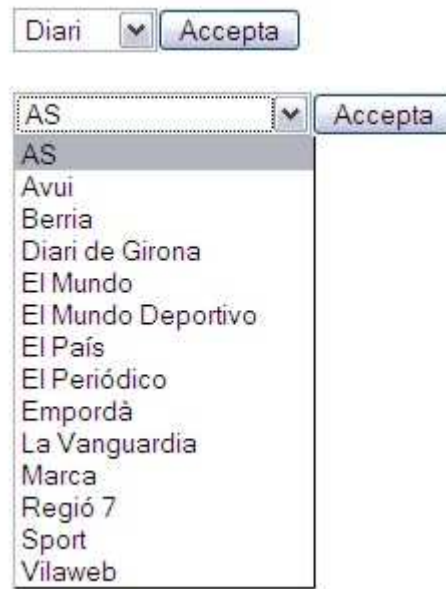 Diari Accepta
AS Accepta
AS
Avui
Berria
Diari de Girona
El Mundo
El Mundo Deportivo
El País
El Periódico
Empordà
La Vanguardia
Marca
Regió 7
Sport
Vilaweb